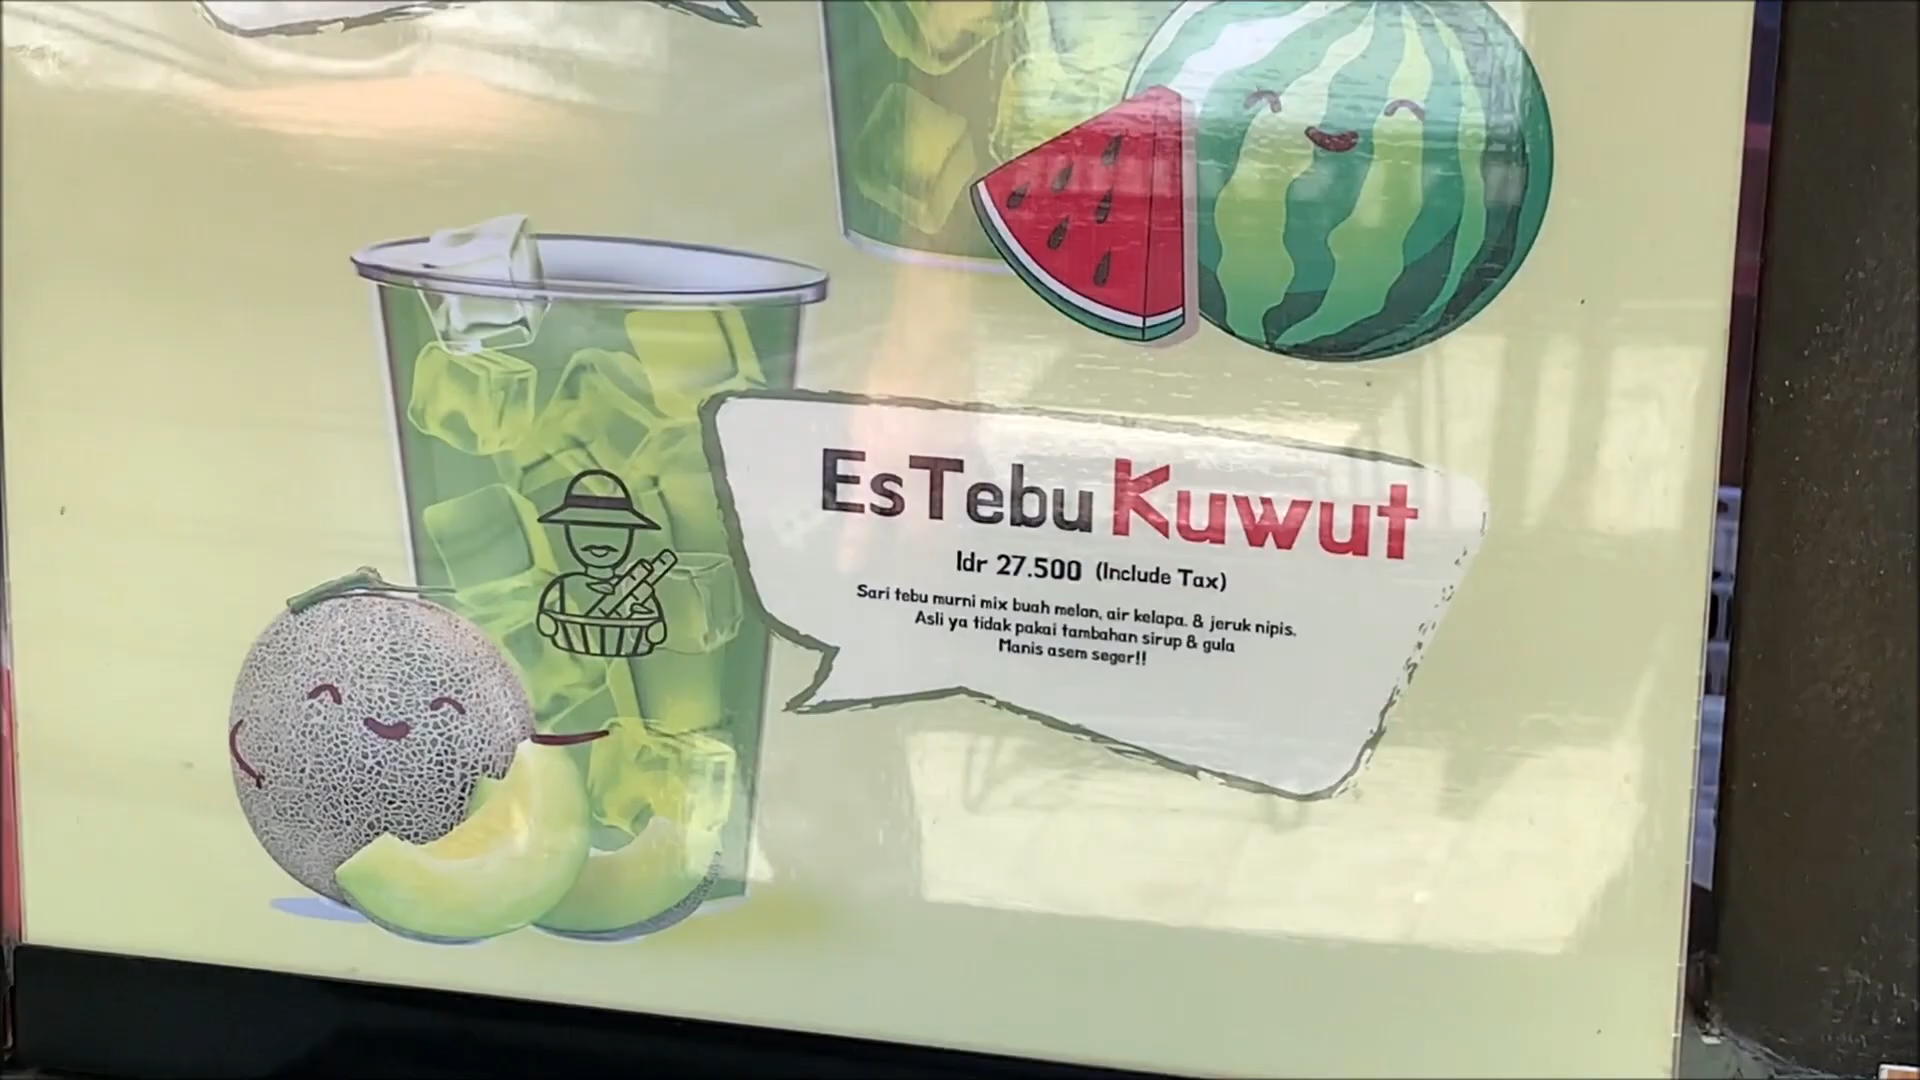 EsTebu Kuwut
Idr 27.500 (Include Tax)
Sari tebu murni mix buah melon, air kelapa. & jeruk nipis.
Asli ya tidak pakai tambahan sirup & gula
Manis asem seger!!